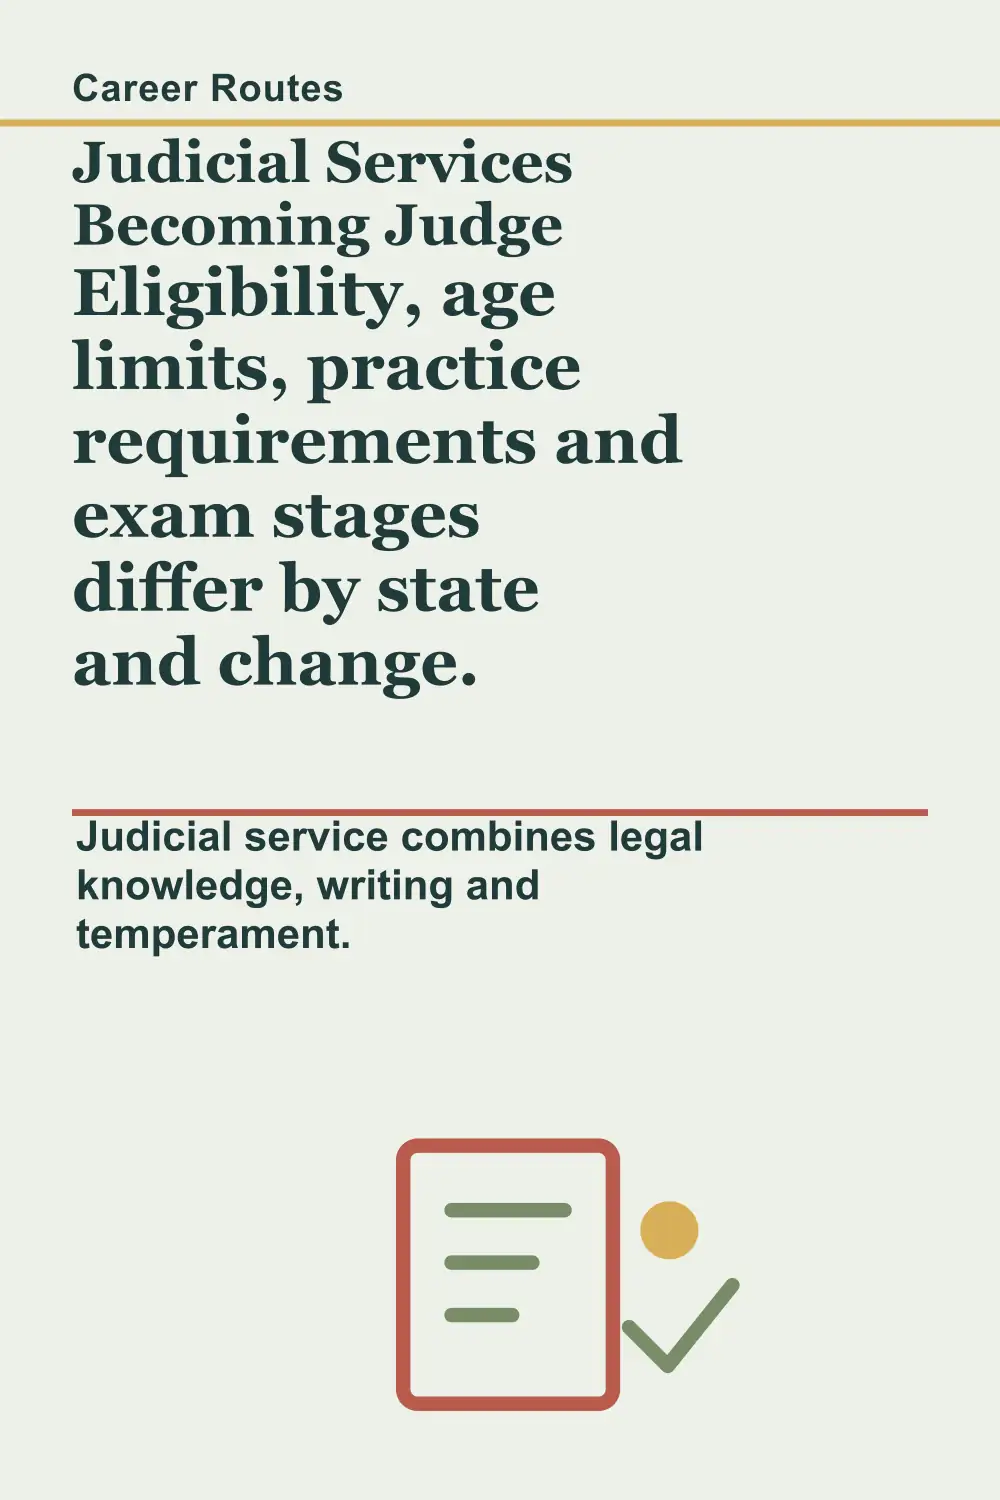 Career Routes
Judicial Services
Becoming Judge
Eligibility, age
limits, practice
requirements and
exam stages
differ by state
and change.
Judicial service combines legal
knowledge, writing and
temperament.